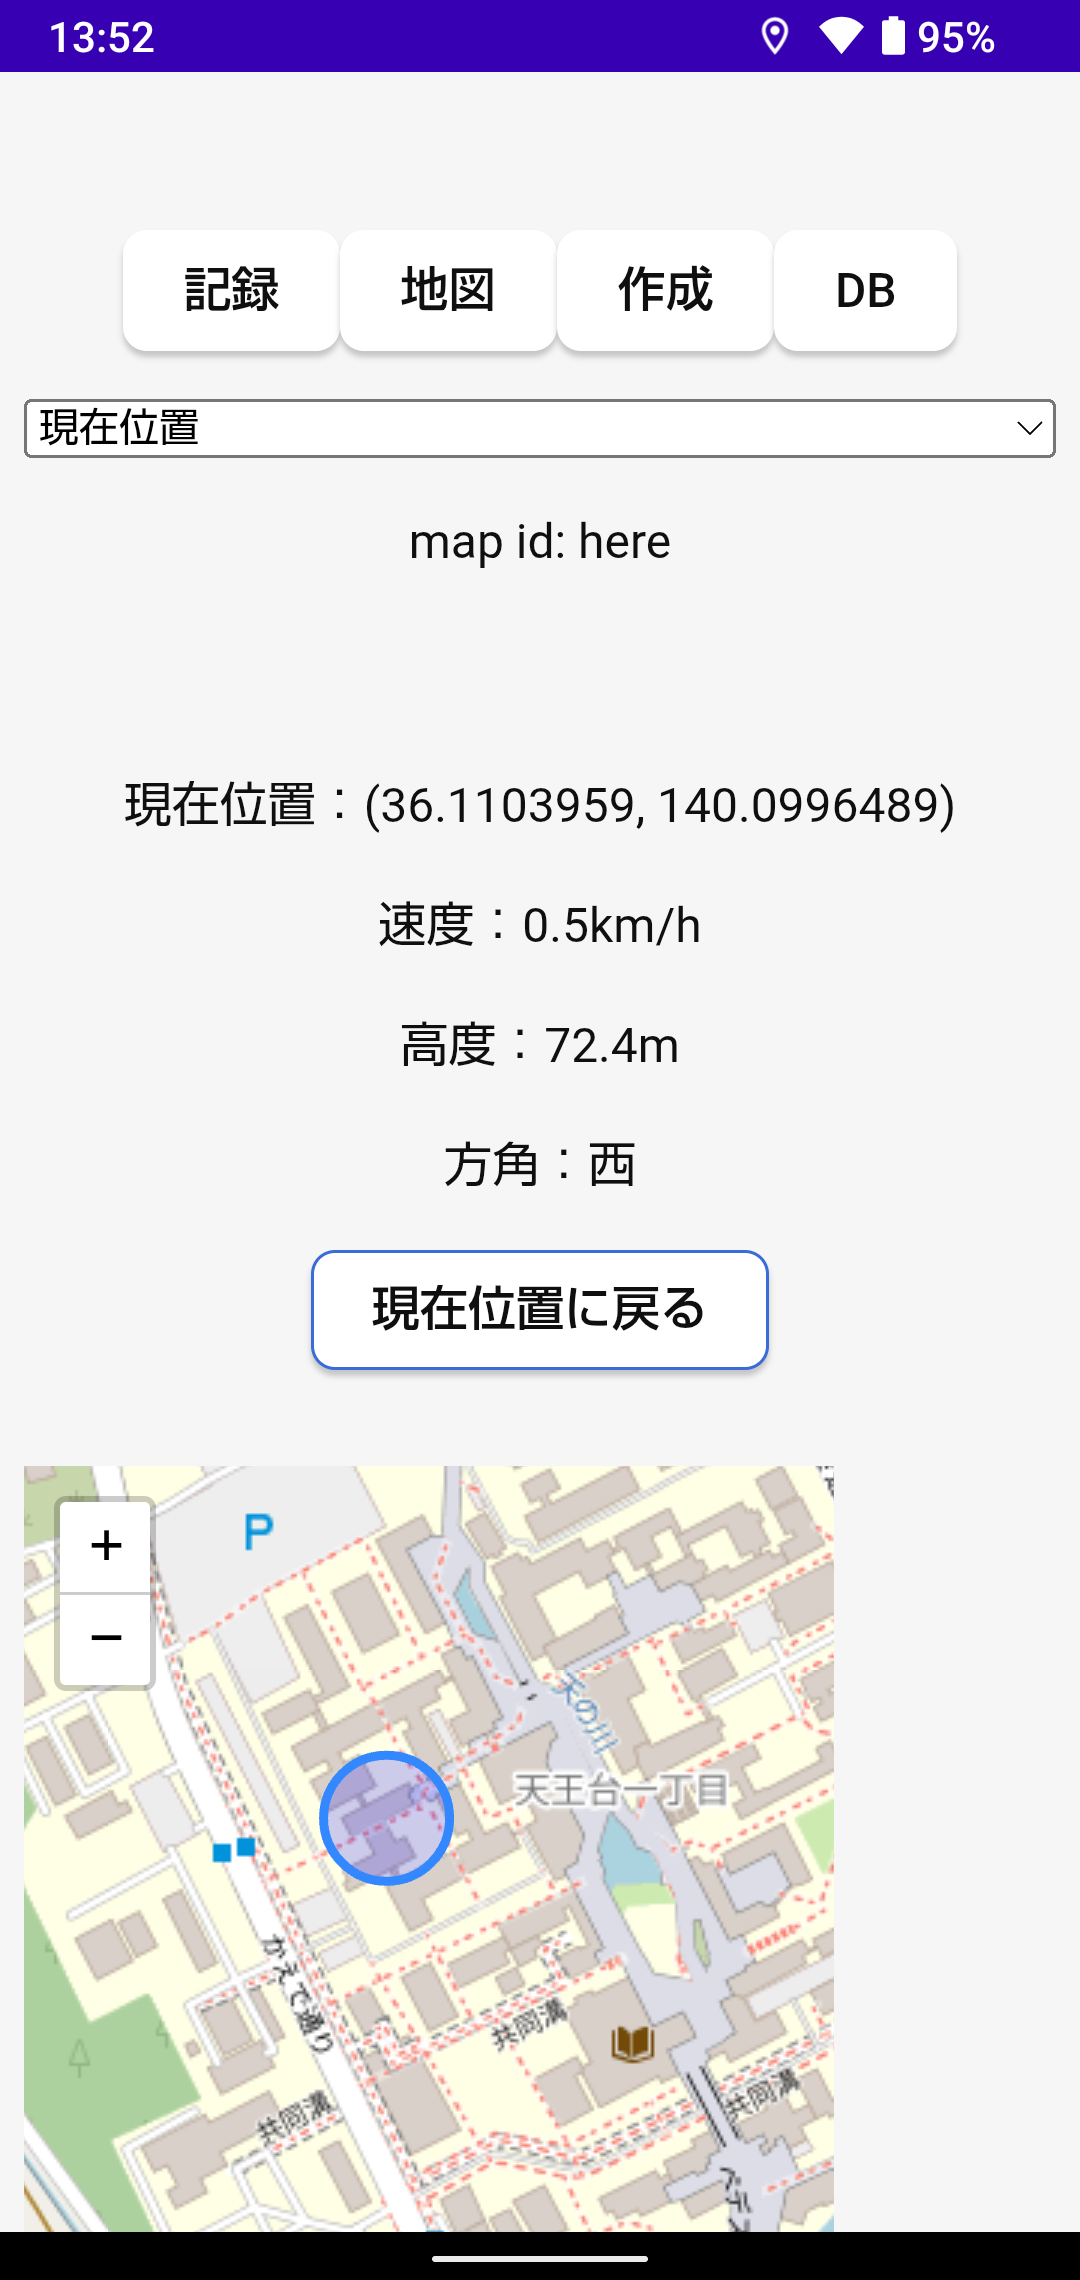 13:52
95%
記録 地図 作成 DB
現在位置
map id: here
現在位置：(36.1103959, 140.0996489)
速度：0.5km/h
高度：72.4m
方角：西
現在位置に戻る
+
−
P
天の川
天王台一丁目
かえで通り
共同溝
共同溝
共同溝